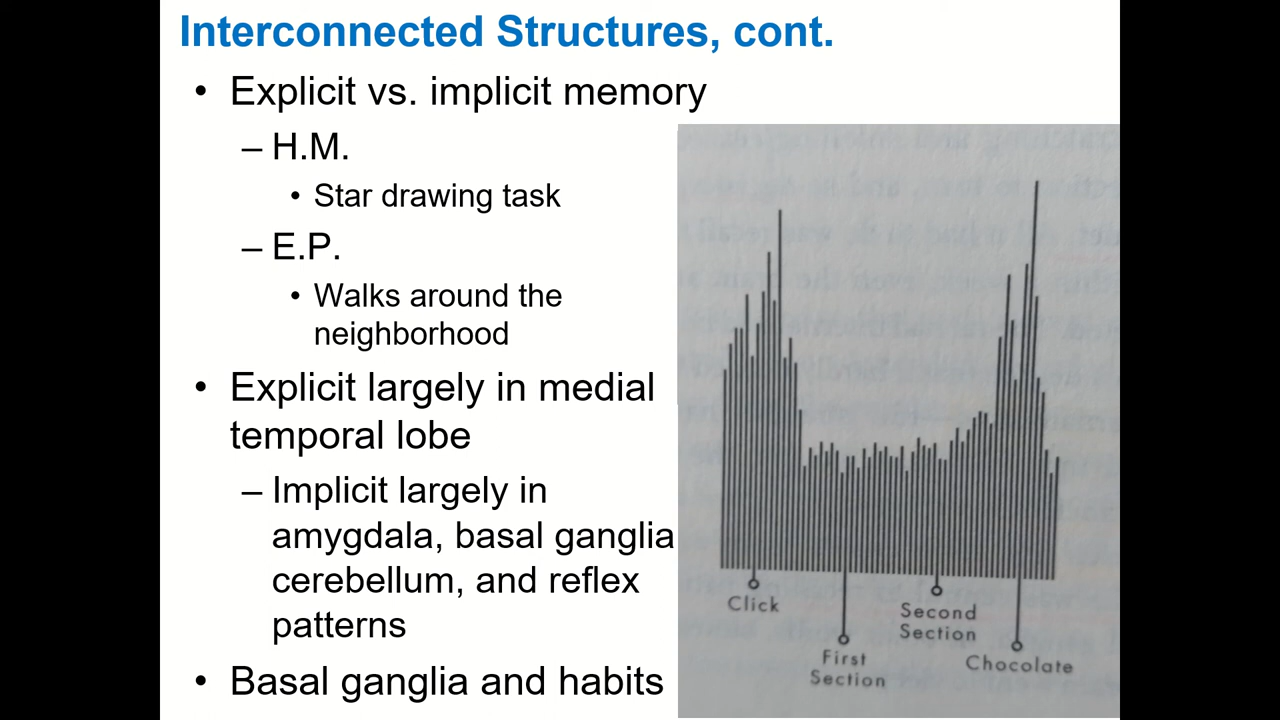 Interconnected Structures, cont.
• Explicit vs. implicit memory
– H.M.
• Star drawing task
– E.P.
• Walks around the
neighborhood
• Explicit largely in medial
temporal lobe
– Implicit largely in
amygdala, basal ganglia
cerebellum, and reflex
patterns
• Basal ganglia and habits
Click
First
Section
Second
Section
Chocolate